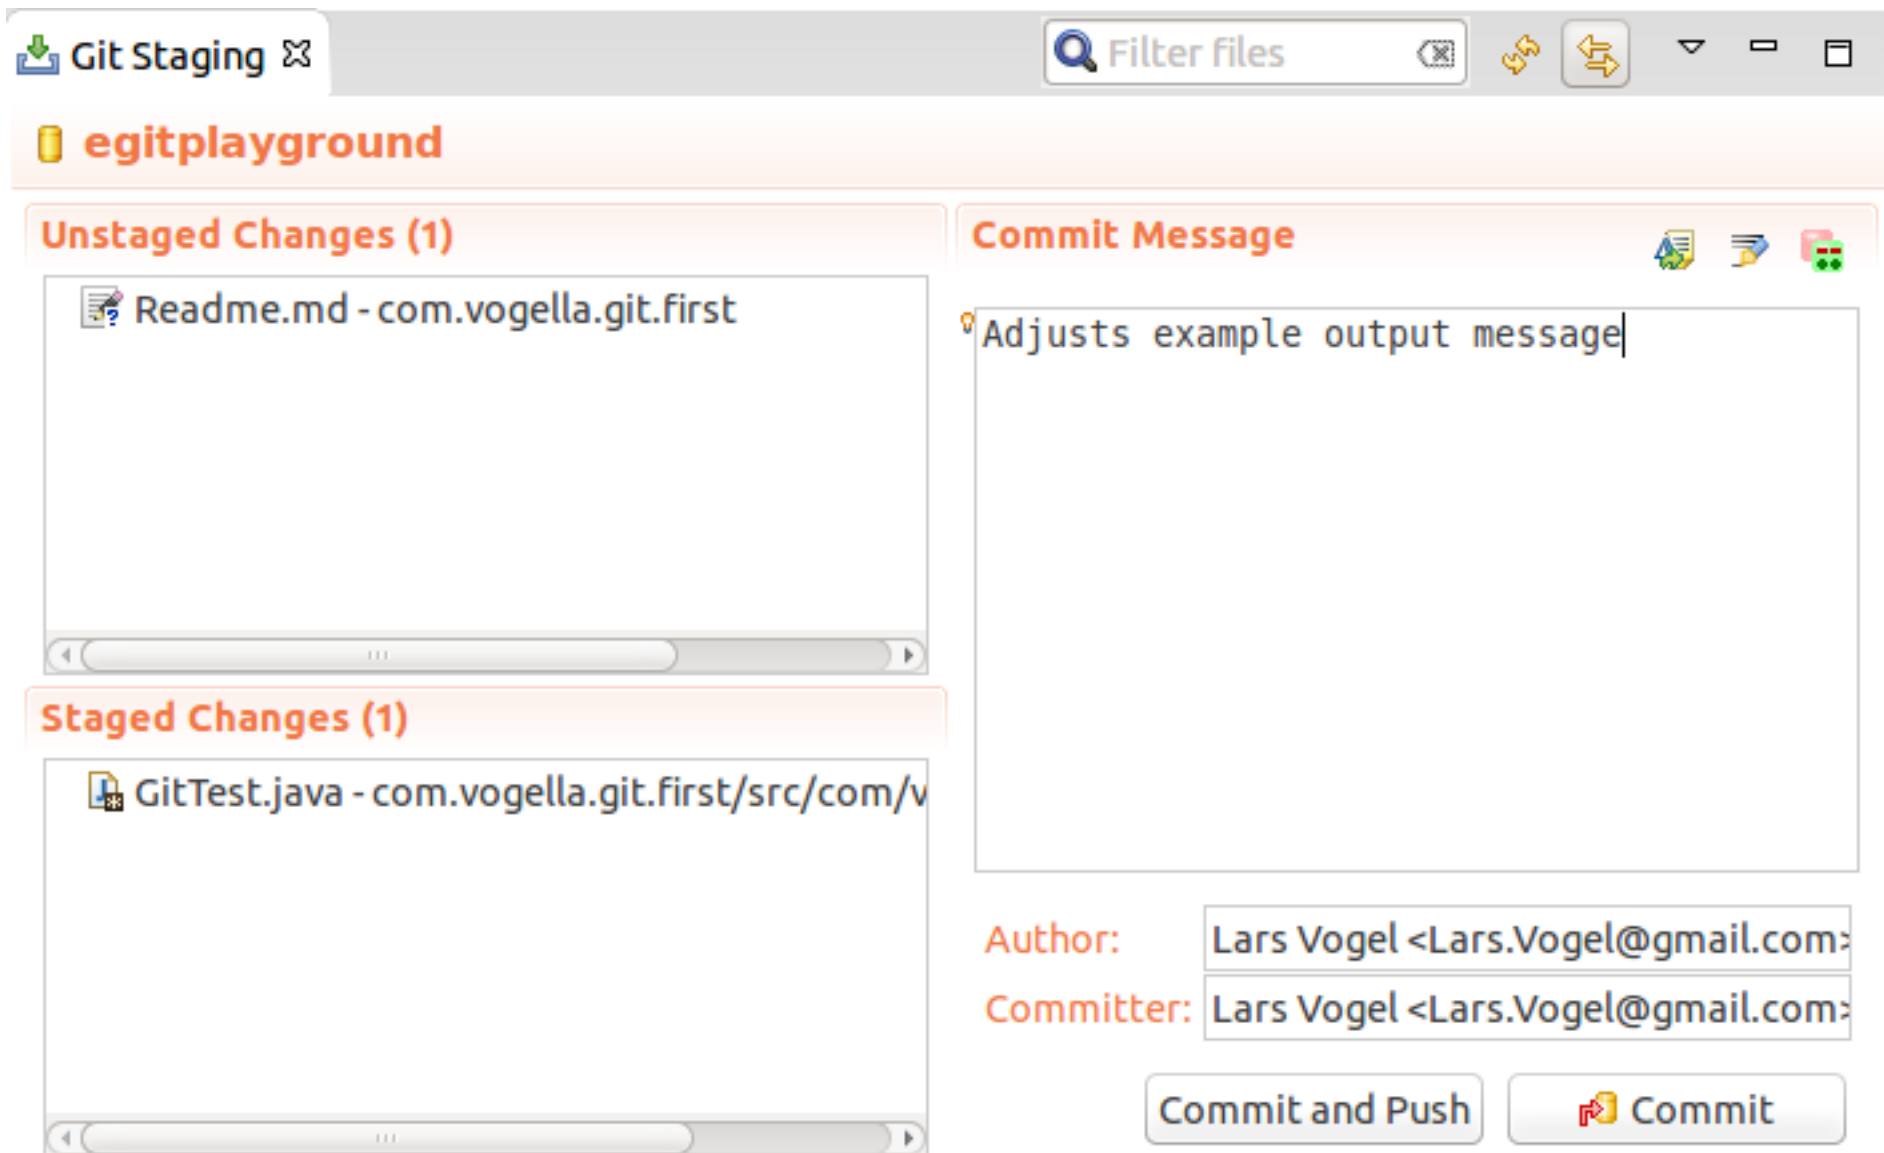 Git Staging
Filter files
egitplayground
Unstaged Changes (1)
Readme.md - com.vogella.git.first
Staged Changes (1)
GitTest.java - com.vogella.git.first/src/com/v
Commit Message
Adjusts example output message
Author: Lars Vogel <Lars.Vogel@gmail.com>
Committer: Lars Vogel <Lars.Vogel@gmail.com>
Commit and Push
Commit